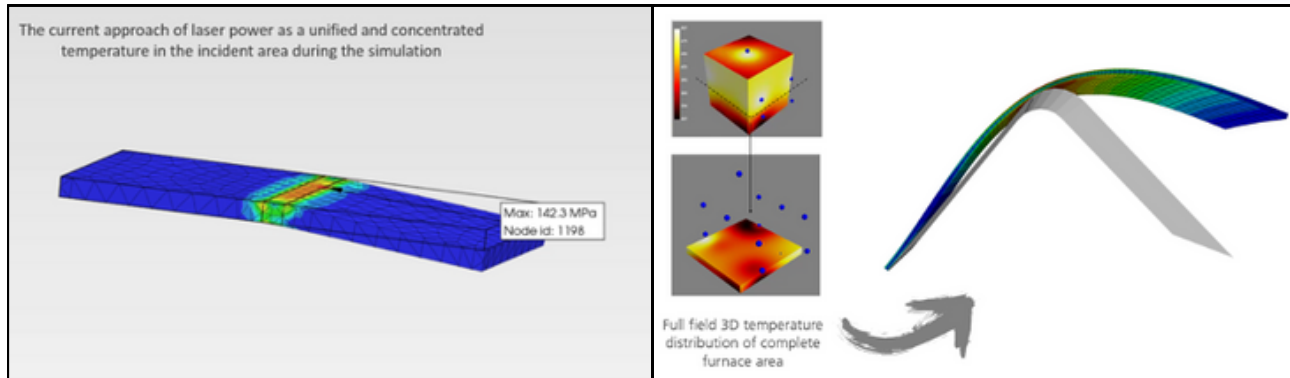 The current approach of laser power as a unified and concentrated
temperature in the incident area during the simulation
Max: 142.3 MPa
Node id: 1198
Full field 3D temperature
distribution of complete
furnace area